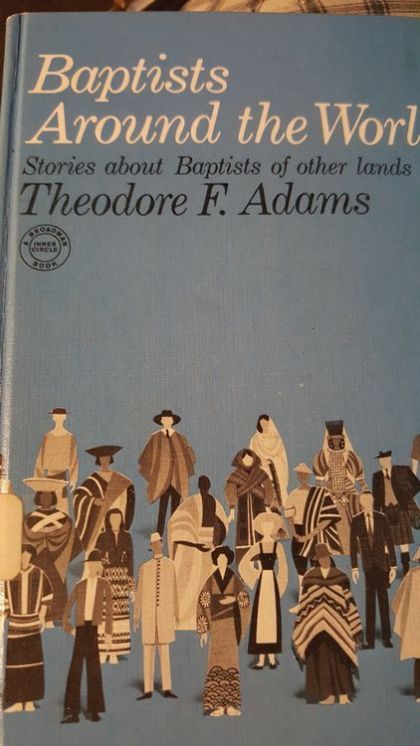 Baptists
Around the Worl
Stories about Baptists of other lands
Theodore F. Adams
A BROADMAN
INNER
CIRCLE
BOOK